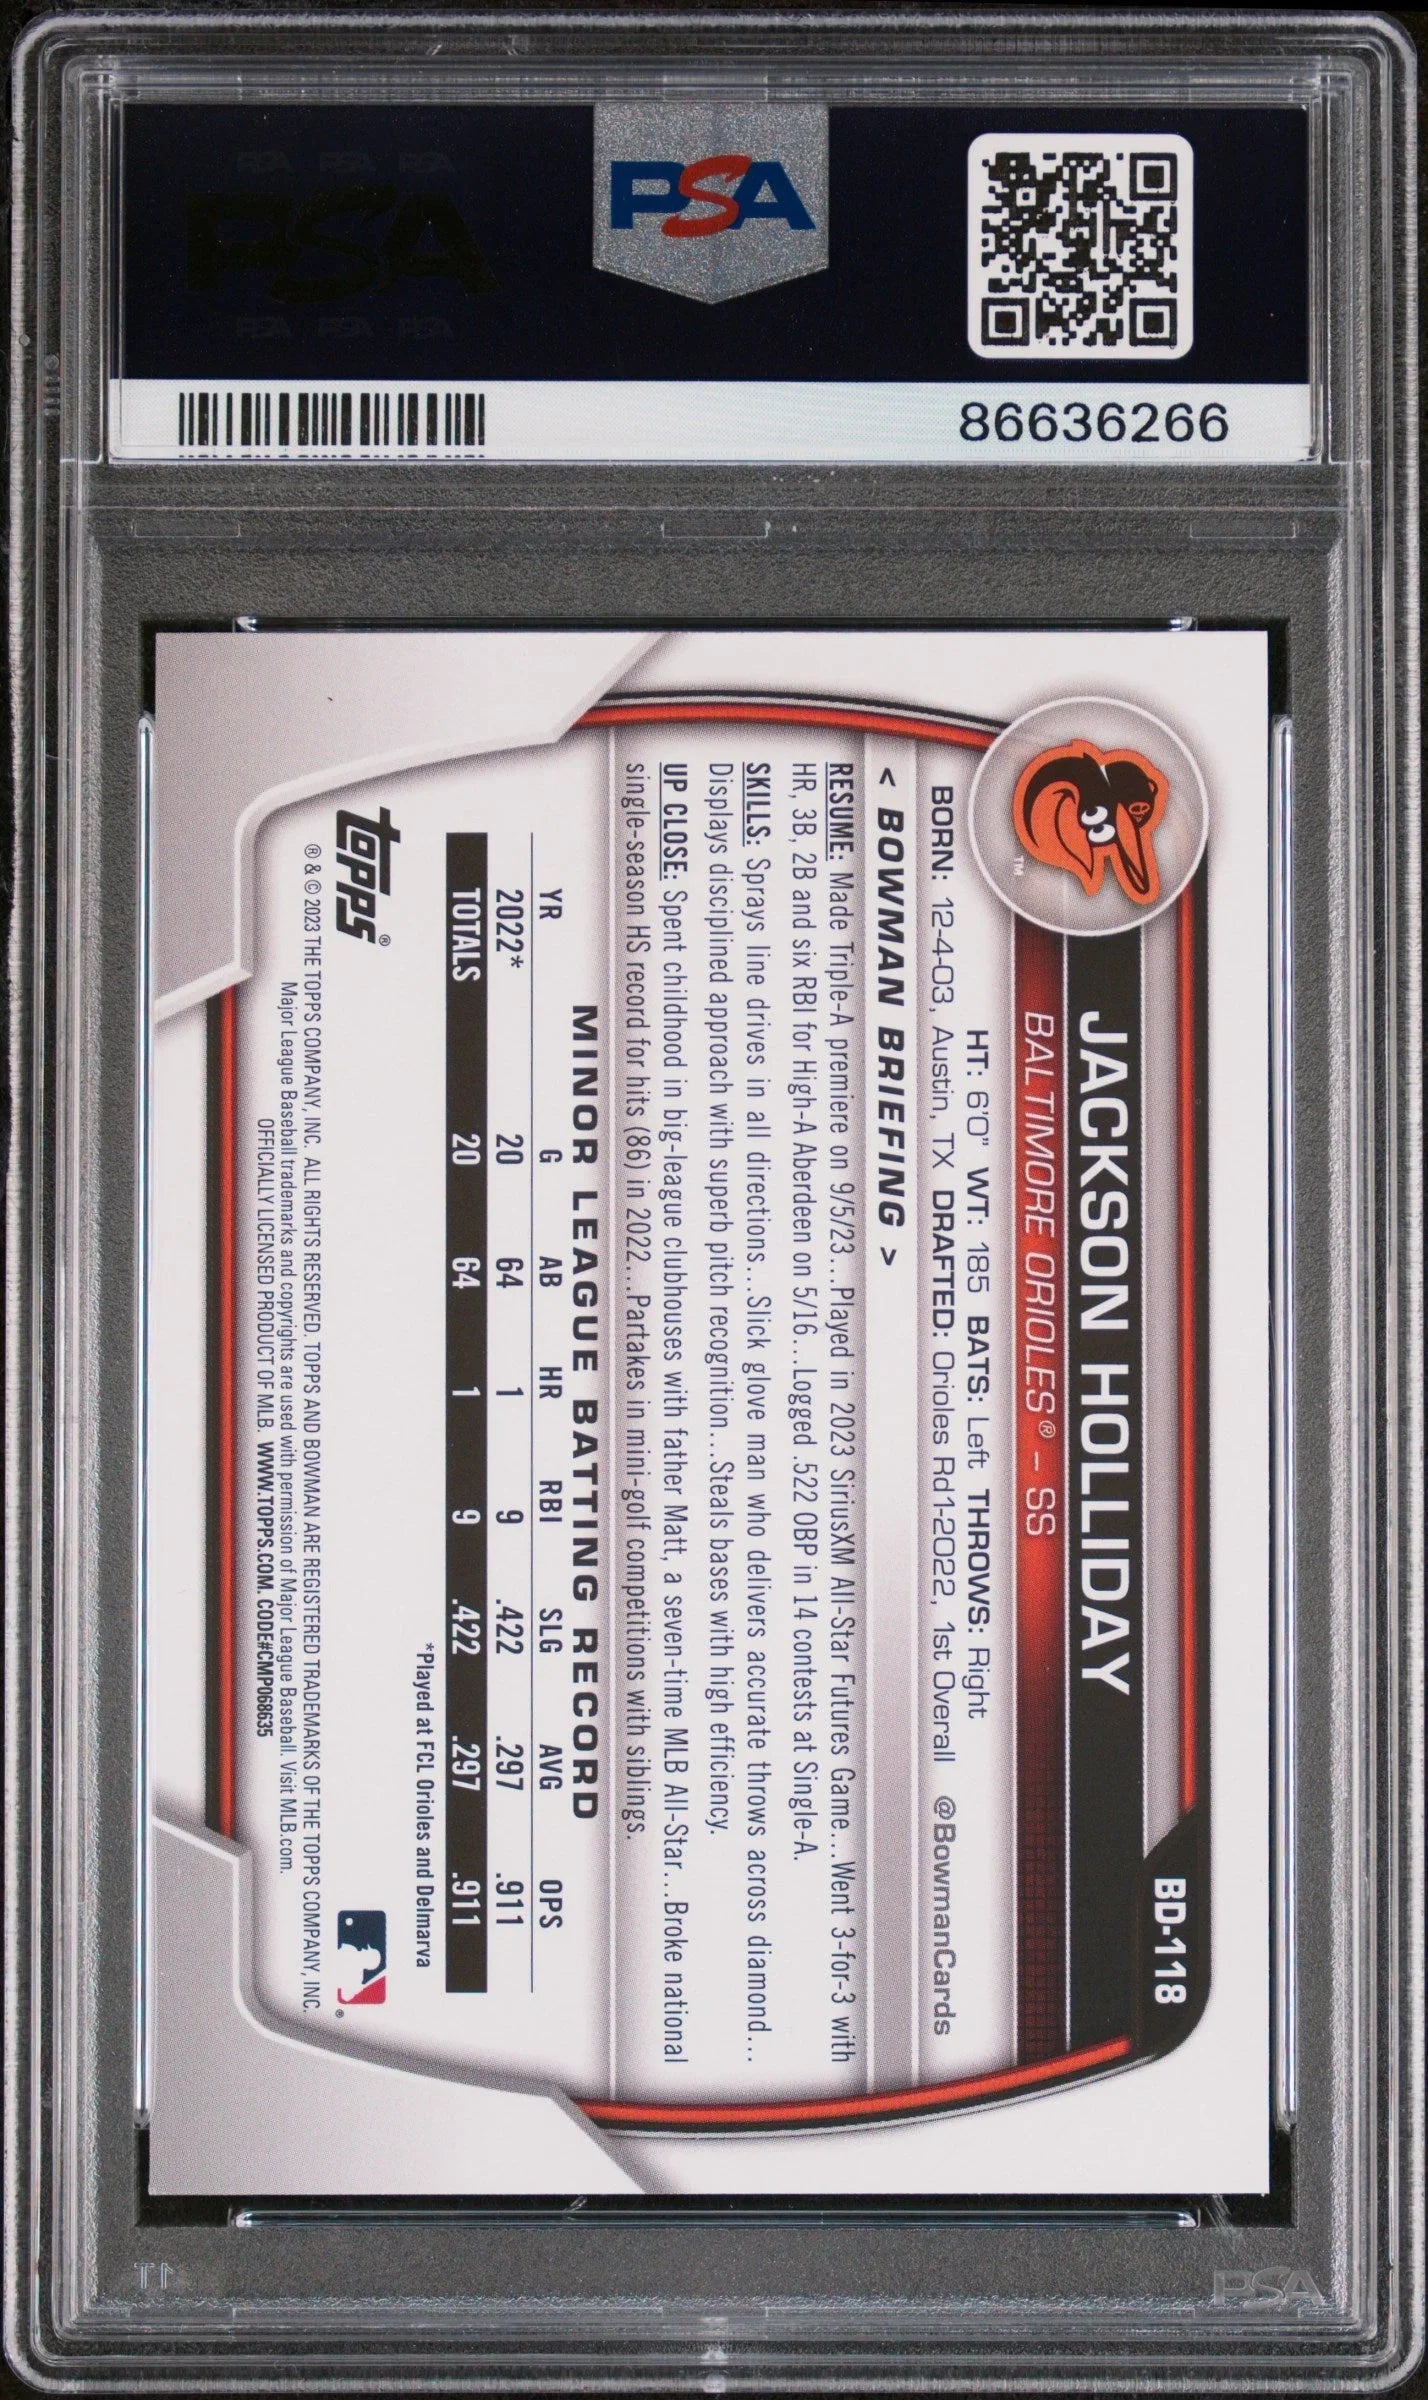 PSA PSA PSA
PSA
PSA PSA PSA
PSA
86636266
BD-118
JACKSON HOLLIDAY
BALTIMORE ORIOLES® – SS
TM
HT: 6'0" WT: 185 BATS: Left THROWS: Right
BORN: 12-4-03, Austin, TX DRAFTED: Orioles Rd1-2022, 1st Overall @BowmanCards
< BOWMAN BRIEFING >
RESUME: Made Triple-A premiere on 9/5/23...Played in 2023 SiriusXM All-Star Futures Game...Went 3-for-3 with
HR, 3B, 2B and six RBI for High-A Aberdeen on 5/16...Logged .522 OBP in 14 contests at Single-A.
SKILLS: Sprays line drives in all directions...Slick glove man who delivers accurate throws across diamond...
Displays disciplined approach with superb pitch recognition...Steals bases with high efficiency.
UP CLOSE: Spent childhood in big-league clubhouses with father Matt, a seven-time MLB All-Star...Broke national
single-season HS record for hits (86) in 2022...Partakes in mini-golf competitions with siblings.
MINOR LEAGUE BATTING RECORD
YR G AB HR RBI SLG AVG OPS
2022* 20 64 1 9 .422 .297 .911
TOTALS 20 64 1 9 .422 .297 .911
*Played at FCL Orioles and Delmarva
topps®
®
® & © 2023 THE TOPPS COMPANY, INC. ALL RIGHTS RESERVED. TOPPS AND BOWMAN ARE REGISTERED TRADEMARKS OF THE TOPPS COMPANY, INC.
Major League Baseball trademarks and copyrights are used with permission of Major League Baseball. Visit MLB.com.
OFFICIALLY LICENSED PRODUCT OF MLB. WWW.TOPPS.COM. CODE#CMP068635
PSA